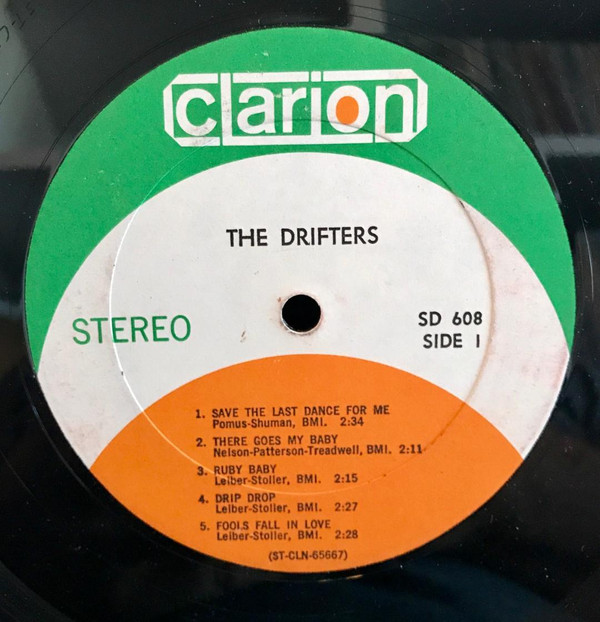 clarion
THE DRIFTERS
STEREO
SD 608
SIDE 1
1. SAVE THE LAST DANCE FOR ME
Pomus-Shuman, BMI. 2:34
2. THERE GOES MY BABY
Nelson-Patterson-Treadwell, BMI. 2:11
3. RUBY BABY
Leiber-Stoller, BMI. 2:15
4. DRIP DROP
Leiber-Stoller, BMI. 2:27
5. FOOLS FALL IN LOVE
Leiber-Stoller, BMI. 2:28
(ST-CLN-65667)